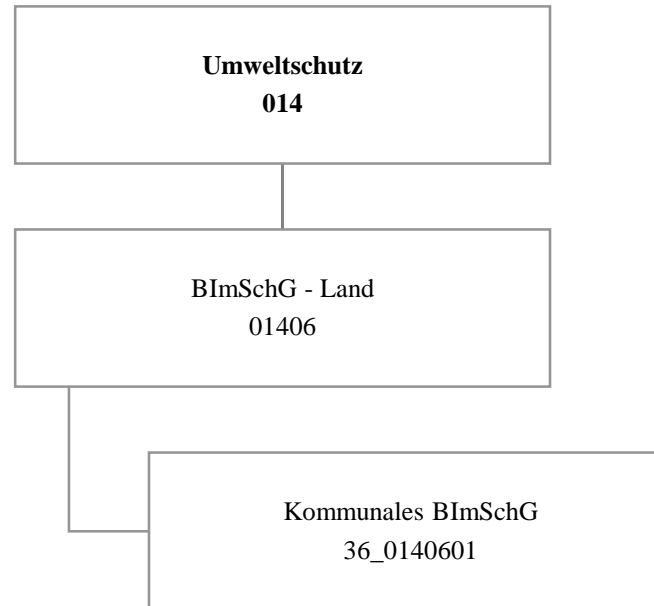 Umweltschutz
014
BImSchG - Land
01406
Kommunales BImSchG
36_0140601